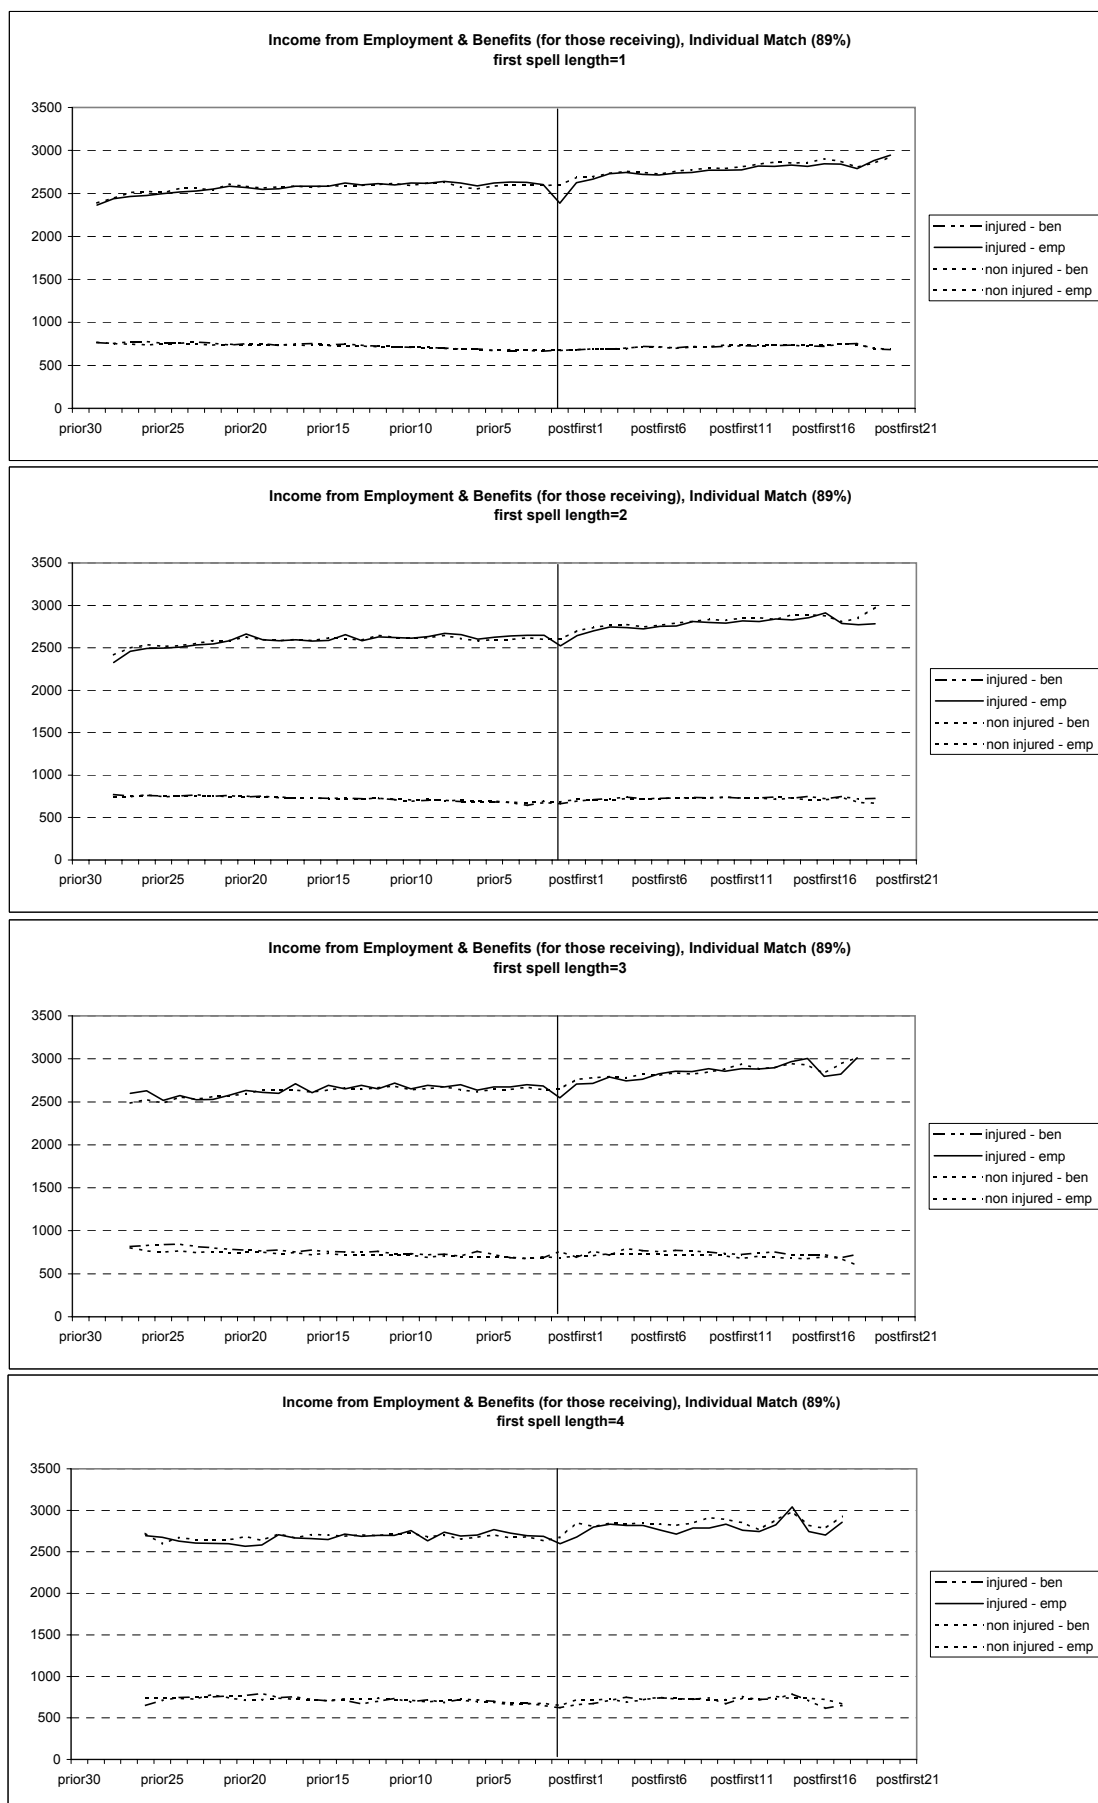 Income from Employment & Benefits (for those receiving), Individual Match (89%)
first spell length=1
3500
3000
2500
2000
1500
1000
500
0
prior30 prior25 prior20 prior15 prior10 prior5 postfirst1 postfirst6 postfirst11 postfirst16 postfirst21
injured - ben
injured - emp
non injured - ben
non injured - emp
Income from Employment & Benefits (for those receiving), Individual Match (89%)
first spell length=2
3500
3000
2500
2000
1500
1000
500
0
prior30 prior25 prior20 prior15 prior10 prior5 postfirst1 postfirst6 postfirst11 postfirst16 postfirst21
injured - ben
injured - emp
non injured - ben
non injured - emp
Income from Employment & Benefits (for those receiving), Individual Match (89%)
first spell length=3
3500
3000
2500
2000
1500
1000
500
0
prior30 prior25 prior20 prior15 prior10 prior5 postfirst1 postfirst6 postfirst11 postfirst16 postfirst21
injured - ben
injured - emp
non injured - ben
non injured - emp
Income from Employment & Benefits (for those receiving), Individual Match (89%)
first spell length=4
3500
3000
2500
2000
1500
1000
500
0
prior30 prior25 prior20 prior15 prior10 prior5 postfirst1 postfirst6 postfirst11 postfirst16 postfirst21
injured - ben
injured - emp
non injured - ben
non injured - emp